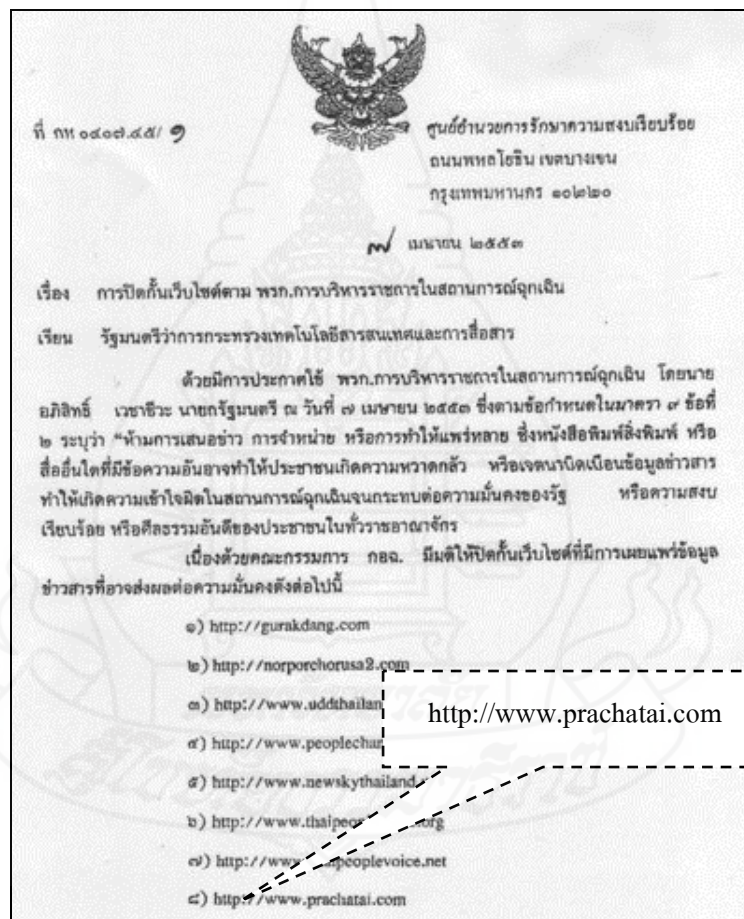 ที่ กห ๐๔๐๗.๔๕/ ๑
ศูนย์อำนวยการรักษาความสงบเรียบร้อย
ถนนพหลโยธิน เขตบางเขน
กรุงเทพมหานคร ๑๐๒๒๐
๗ เมษายน ๒๕๕๓
เรื่อง การปิดกั้นเว็บไซต์ตาม พรก.การบริหารราชการในสถานการณ์ฉุกเฉิน
เรียน รัฐมนตรีว่าการกระทรวงเทคโนโลยีสารสนเทศและการสื่อสาร
ด้วยมีการประกาศใช้ พรก.การบริหารราชการในสถานการณ์ฉุกเฉิน โดยนาย
อภิสิทธิ์ เวชาชีวะ นายกรัฐมนตรี ณ วันที่ ๗ เมษายน ๒๕๕๓ ซึ่งตามข้อกำหนดในมาตรา ๙ ข้อที่
๒ ระบุว่า “ห้ามการเสนอข่าว การจำหน่าย หรือการทำให้แพร่หลาย ซึ่งหนังสือพิมพ์สิ่งพิมพ์ หรือ
สื่ออื่นใดที่มีข้อความอันอาจทำให้ประชาชนเกิดความหวาดกลัว หรือเจตนาบิดเบือนข้อมูลข่าวสาร
ทำให้เกิดความเข้าใจผิดในสถานการณ์ฉุกเฉินจนกระทบต่อความมั่นคงของรัฐ หรือความสงบ
เรียบร้อย หรือศีลธรรมอันดีของประชาชนในทั่วราชอาณาจักร
เนื่องด้วยคณะกรรมการ กอฉ. มีมติให้ปิดกั้นเว็บไซต์ที่มีการเผยแพร่ข้อมูล
ข่าวสารที่อาจส่งผลต่อความมั่นคงดังต่อไปนี้
๑) http://gurakdang.com
๒) http://norporchorusa2.com
๓) http://www.uddthailan
http://www.prachatai.com
๔) http://www.peoplechan
๕) http://www.newskythailand.
๖) http://www.thaipeo org
๗) http://www. peoplevoice.net
๘) http://www.prachatai.com